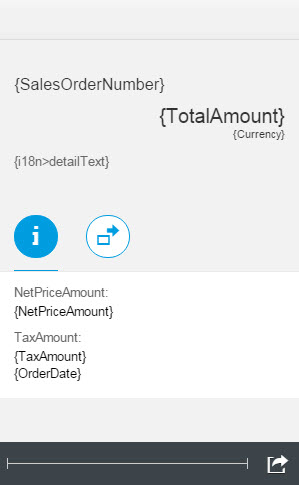 {SalesOrderNumber}
{TotalAmount}
{Currency}
{i18n>detailText}
NetPriceAmount:
{NetPriceAmount}
TaxAmount:
{TaxAmount}
{OrderDate}